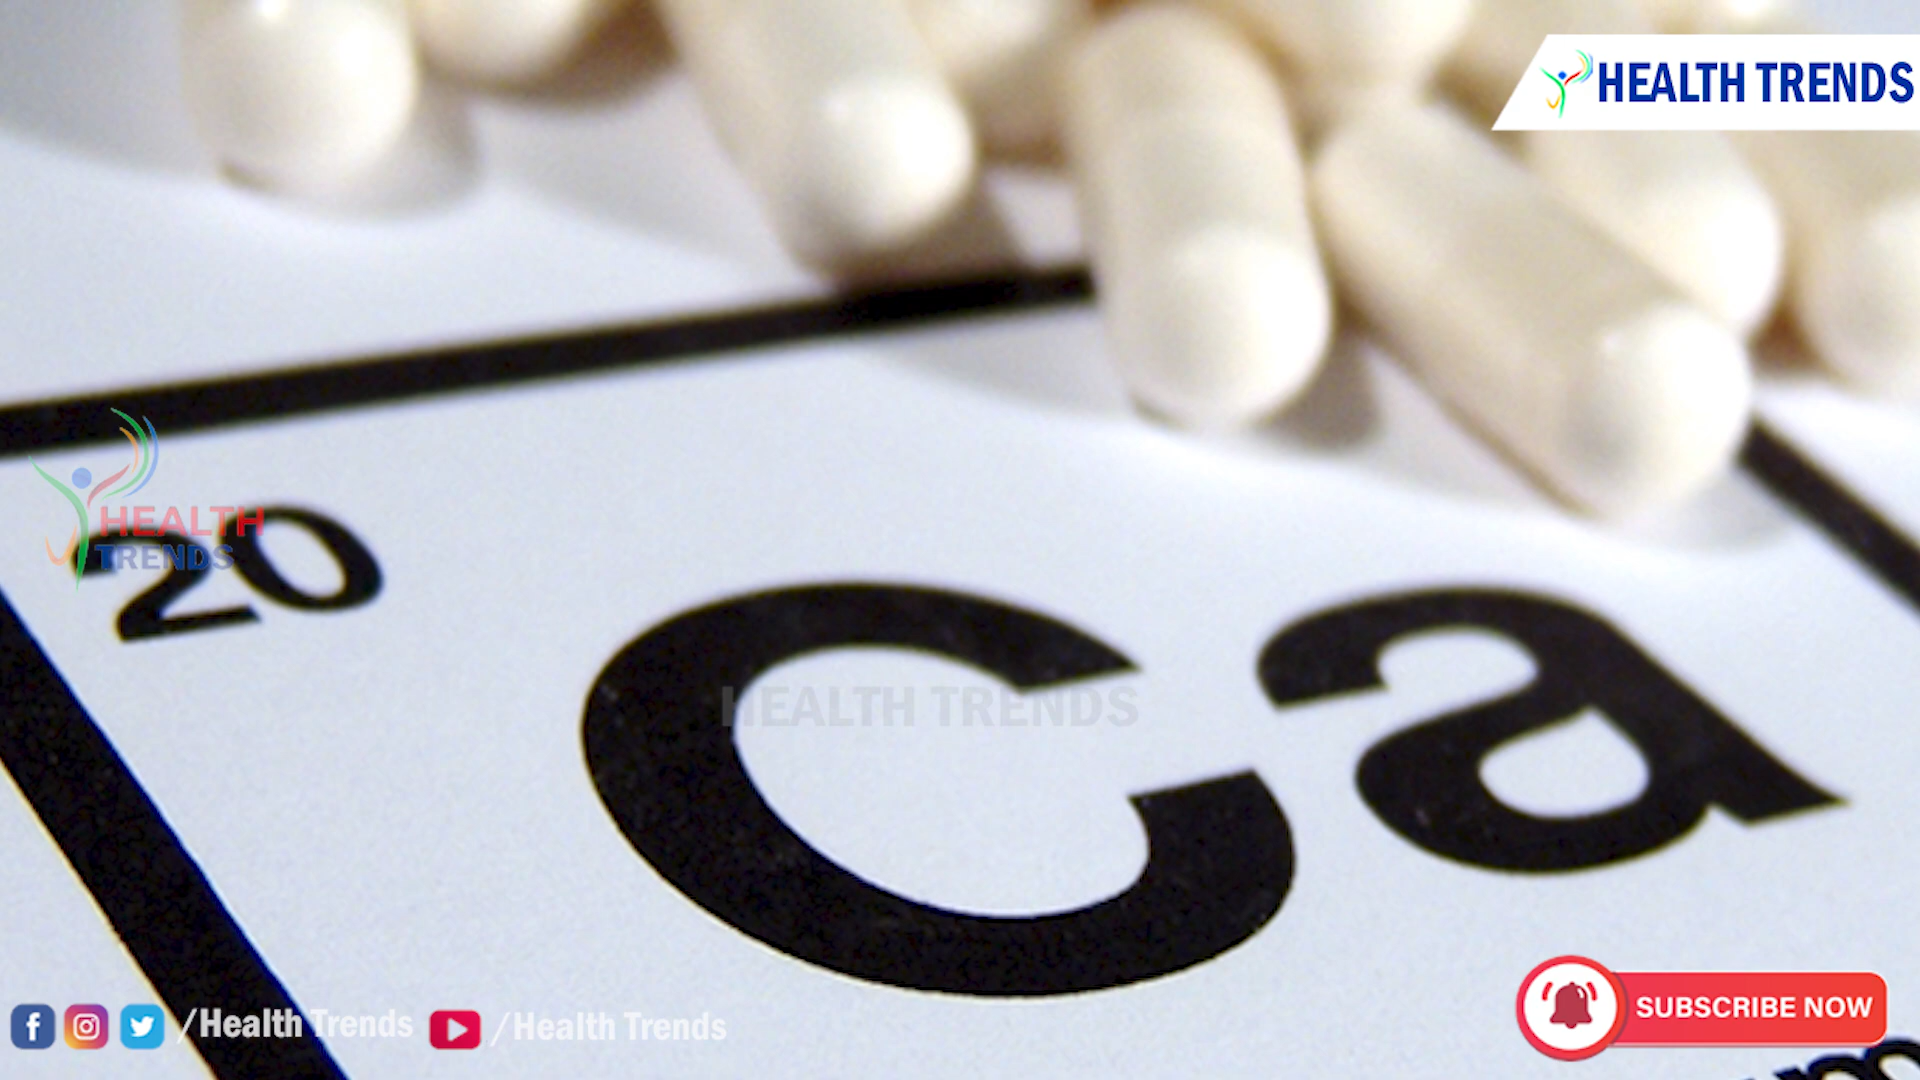 HEALTH TRENDS
HEALTH
TRENDS
20
Ca
HEALTH TRENDS
/Health Trends
/Health Trends
SUBSCRIBE NOW